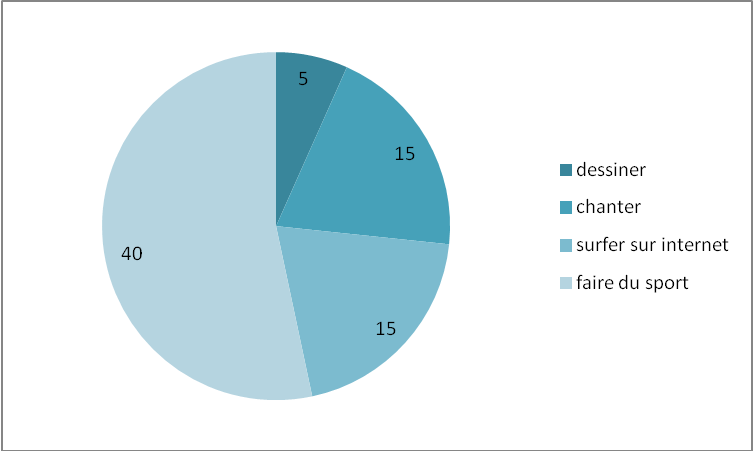 5
15
15
40
dessiner
chanter
surfer sur internet
faire du sport